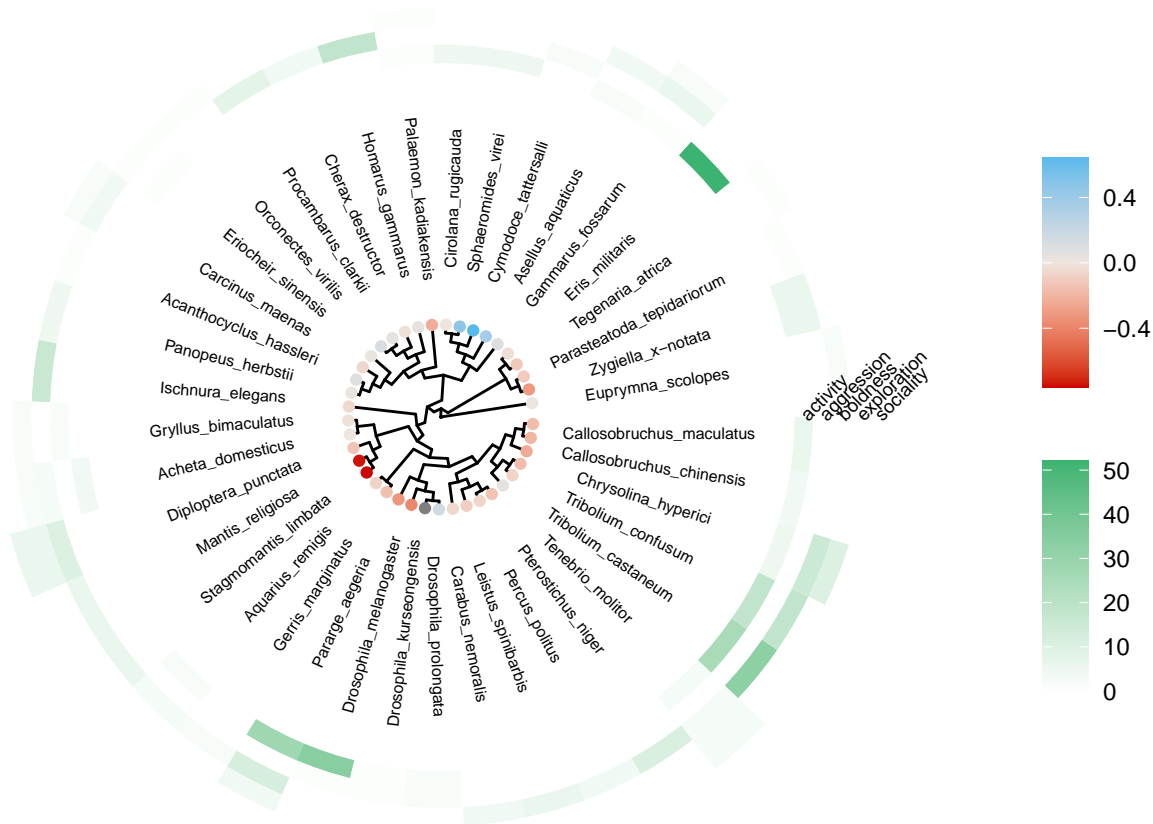 Palaemon_kadiakensis
Cirolana_rugicauda
Sphaeromides_virei
Cymodoce_tattersalli
Asellus_aquaticus
Gammarus_fossarum
Eris_militaris
Tegenaria_africa
Parasteatoda_tepidariorum
Zygiella_x−notata
Euprymna_scolopes
Callosobruchus_maculatus
Callosobruchus_chinensis
Chrysolina_hyperici
Tribolium_confusum
Tribolium_castaneum
Tenebrio_molitor
Pterostichus_niger
Percus_politus
Leistus_spinibarbis
Carabus_nemoralis
Drosophila_prolongata
Drosophila_kurseongensis
Drosophila_melanogaster
Pararge_aegeria
Gerris_marginatus
Aquarius_remigis
Stagmomantis_limbata
Mantis_religiosa
Diploptera_punctata
Acheta_domesticus
Gryllus_bimaculatus
Ischnura_elegans
Panopeus_herbstii
Acanthocyclus_hassleri
Carcinus_maenas
Eriocheir_sinensis
Orconectes_virilis
Procambarus_clarkii
Cherax_destructor
Homarus_gammarus
activity
aggression
boldness
exploration
sociality
0.4
0.0
−0.4
50
40
30
20
10
0